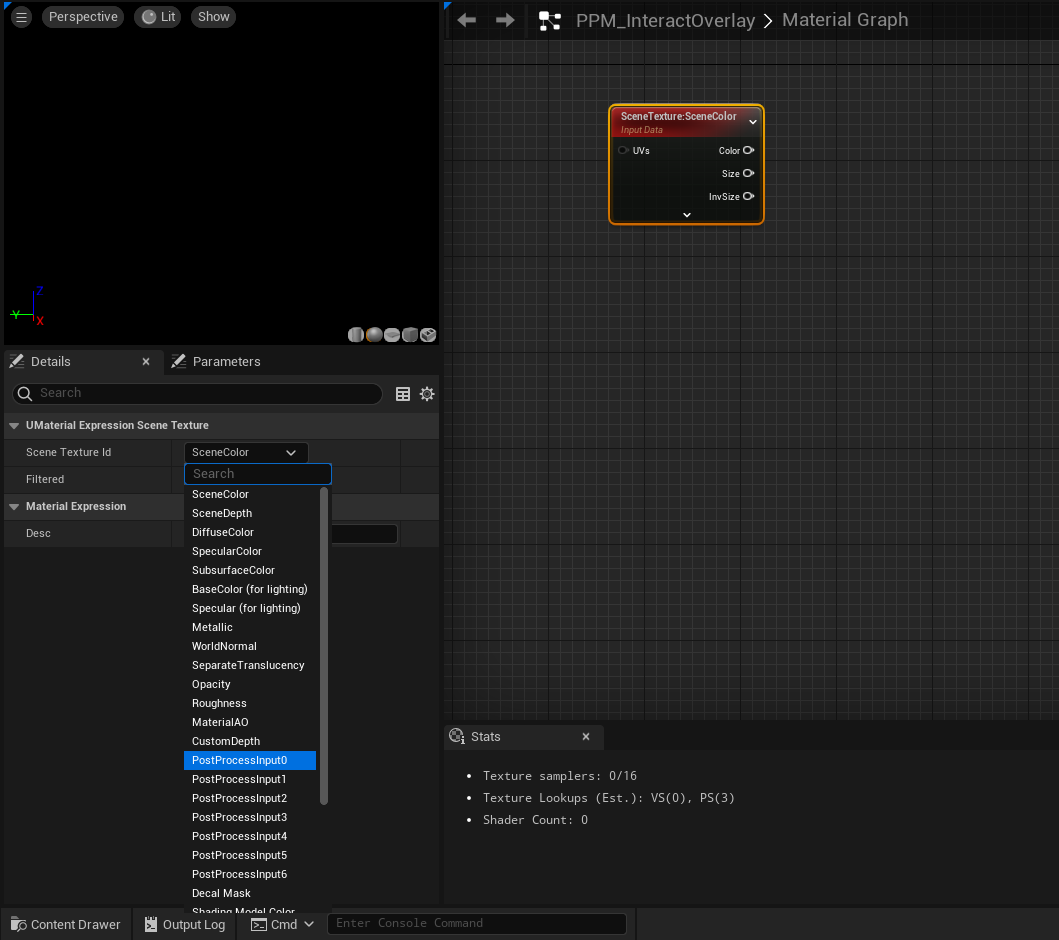 Perspective Lit Show
PPM_InteractOverlay > Material Graph
SceneTexture:SceneColor
Input Data
UVs Color
Size
InvSize
Z
Y
X
Details Parameters
Search
UMaterial Expression Scene Texture
Scene Texture Id SceneColor
Filtered
Material Expression
Desc
Search
SceneColor
SceneDepth
DiffuseColor
SpecularColor
SubsurfaceColor
BaseColor (for lighting)
Specular (for lighting)
Metallic
WorldNormal
SeparateTranslucency
Opacity
Roughness
MaterialAO
CustomDepth
PostProcessInput0
PostProcessInput1
PostProcessInput2
PostProcessInput3
PostProcessInput4
PostProcessInput5
PostProcessInput6
Decal Mask
Shading Model Color
Stats
• Texture samplers: 0/16
• Texture Lookups (Est.): VS(0), PS(3)
• Shader Count: 0
Content Drawer Output Log Cmd Enter Console Command